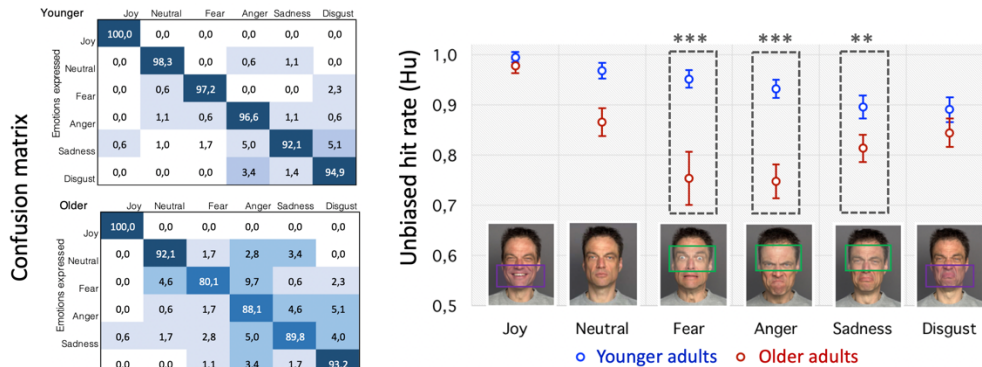 Confusion matrix
Younger
Joy Neutral Fear Anger Sadness Disgust
Emotions expressed
Joy 100,0 0,0 0,0 0,0 0,0 0,0
Neutral 0,0 98,3 0,0 0,6 1,1 0,0
Fear 0,0 0,6 97,2 0,0 0,0 2,3
Anger 0,0 1,1 0,6 96,6 1,1 0,6
Sadness 0,6 1,0 1,7 5,0 92,1 5,1
Disgust 0,0 0,0 0,0 3,4 1,4 94,9
Older
Joy Neutral Fear Anger Sadness Disgust
Emotions expressed
Joy 100,0 0,0 0,0 0,0 0,0 0,0
Neutral 0,0 92,1 1,7 2,8 3,4 0,0
Fear 0,0 4,6 80,1 9,7 0,6 2,3
Anger 0,0 0,6 1,7 88,1 4,6 5,1
Sadness 0,6 1,7 2,8 5,0 89,8 4,0
0,0 0,0 1,1 3,4 1,7 93,2
Unbiased hit rate (Hu)
*** *** **
1,0
0,9
0,8
0,7
0,6
0,5
Joy Neutral Fear Anger Sadness Disgust
Younger adults Older adults